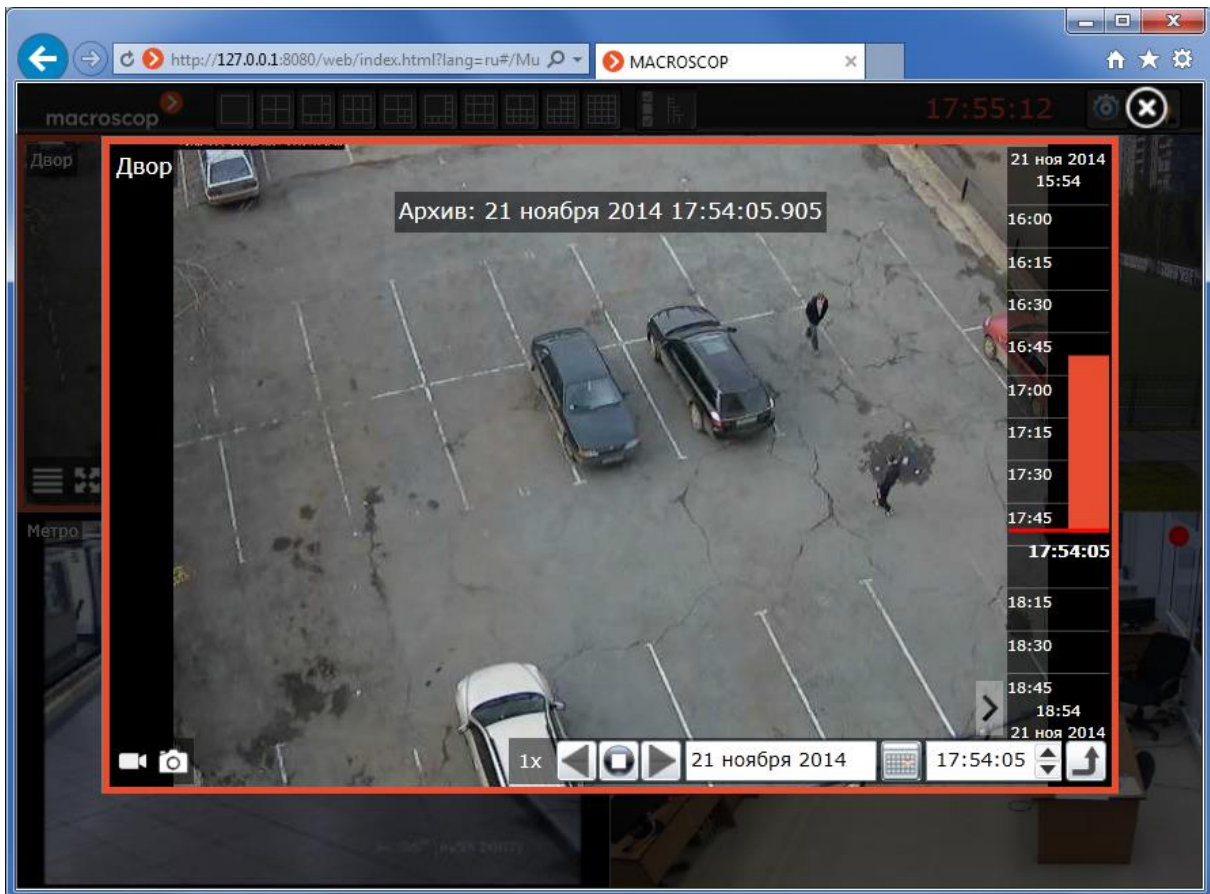 http://127.0.0.1:8080/web/index.html?lang=ru#/Mu
MACROSCOP
macroscop
17:55:12
Двор
Двор
Архив: 21 ноября 2014 17:54:05.905
21 ноя 2014
15:54
16:00
16:15
16:30
16:45
17:00
17:15
17:30
17:45
17:54:05
18:15
18:30
18:45
18:54
21 ноя 2014
Метро
1x
21 ноября 2014
17:54:05